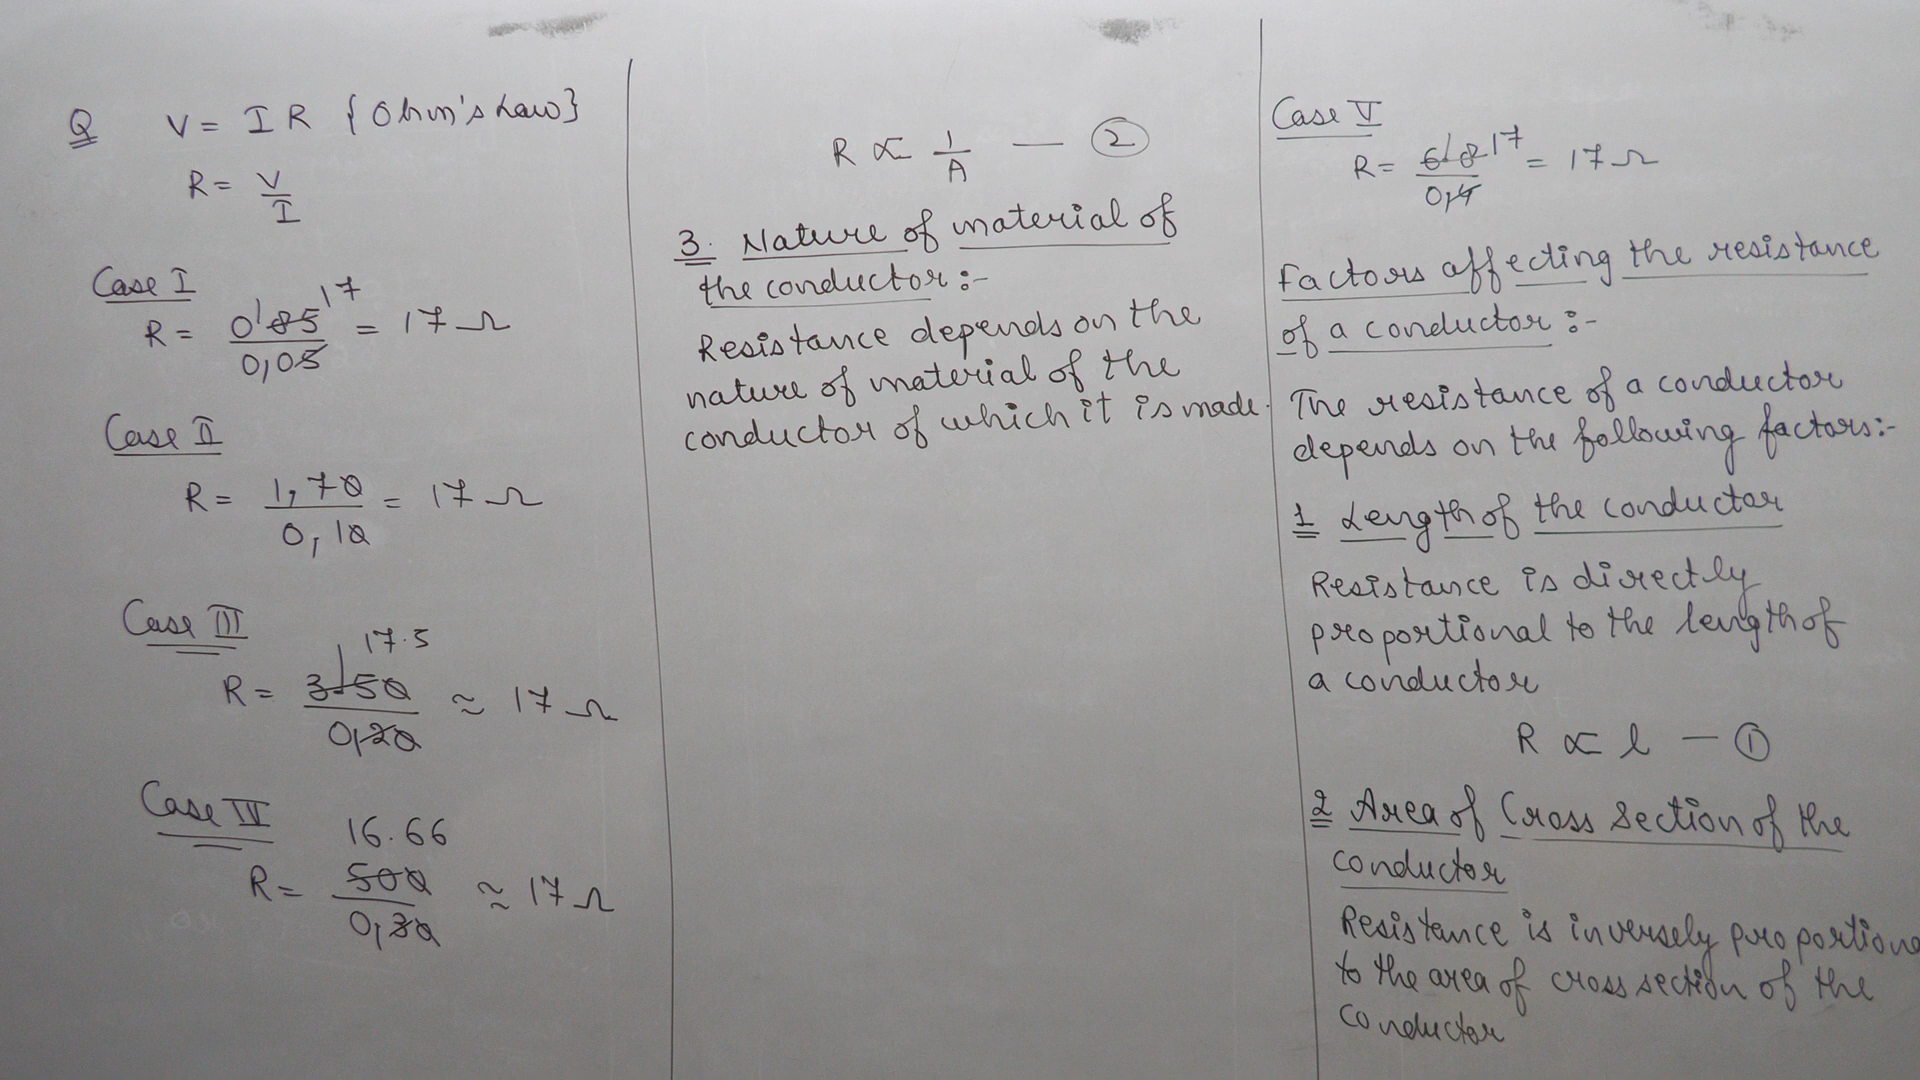 Q V = I R {Ohm's Law}
R = V/I
Case I
17
R = 0,85/0,05 = 17 Ω
Case II
R = 1,70/0,10 = 17 Ω
Case III
17.5
R = 3,50/0,20 ≈ 17 Ω
Case IV
16.66
R = 500/0,30 ≈ 17 Ω
R ∝ 1/A — ②
3. Nature of material of
the conductor :-
Resistance depends on the
nature of material of the
conductor of which it is made.
Case V
17
R = 6,8/0,4 = 17 Ω
Factors affecting the resistance
of a conductor :-
The resistance of a conductor
depends on the following factors:-
1 Length of the conductor
Resistance is directly
proportional to the length of
a conductor
R ∝ l — ①
2 Area of Cross Section of the
conductor
Resistance is inversely proportiona
to the area of cross section of the
conductor